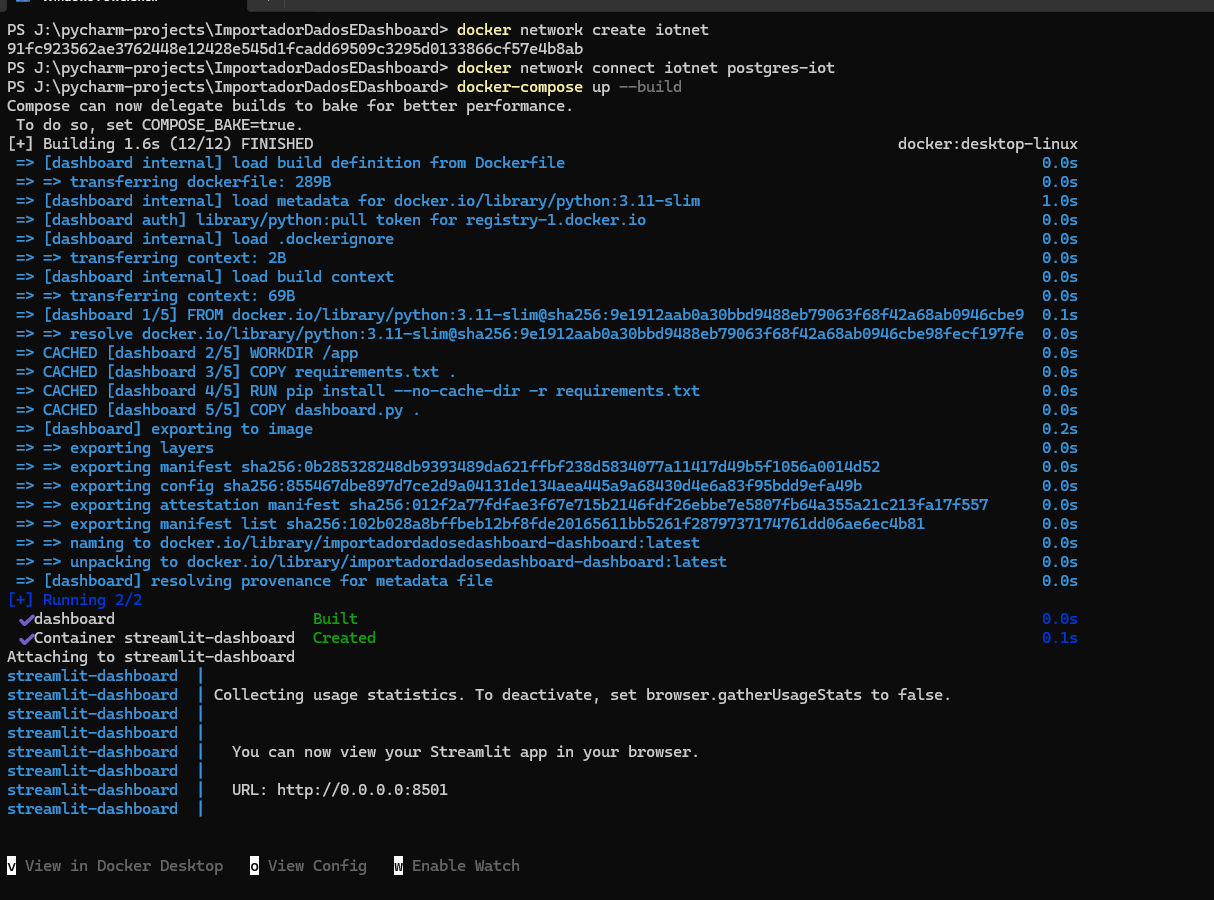 PS J:\pycharm-projects\ImportadorDadosEDashboard> docker network create iotnet
91fc923562ae3762448e12428e545d1fcadd69509c3295d0133866cf57e4b8ab
PS J:\pycharm-projects\ImportadorDadosEDashboard> docker network connect iotnet postgres-iot
PS J:\pycharm-projects\ImportadorDadosEDashboard> docker-compose up --build
Compose can now delegate builds to bake for better performance.
 To do so, set COMPOSE_BAKE=true.
[+] Building 1.6s (12/12) FINISHED docker:desktop-linux
 => [dashboard internal] load build definition from Dockerfile 0.0s
 => => transferring dockerfile: 289B 0.0s
 => [dashboard internal] load metadata for docker.io/library/python:3.11-slim 1.0s
 => [dashboard auth] library/python:pull token for registry-1.docker.io 0.0s
 => [dashboard internal] load .dockerignore 0.0s
 => => transferring context: 2B 0.0s
 => [dashboard internal] load build context 0.0s
 => => transferring context: 69B 0.0s
 => [dashboard 1/5] FROM docker.io/library/python:3.11-slim@sha256:9e1912aab0a30bbd9488eb79063f68f42a68ab0946cbe9 0.1s
 => => resolve docker.io/library/python:3.11-slim@sha256:9e1912aab0a30bbd9488eb79063f68f42a68ab0946cbe98fecf197fe 0.0s
 => CACHED [dashboard 2/5] WORKDIR /app 0.0s
 => CACHED [dashboard 3/5] COPY requirements.txt . 0.0s
 => CACHED [dashboard 4/5] RUN pip install --no-cache-dir -r requirements.txt 0.0s
 => CACHED [dashboard 5/5] COPY dashboard.py . 0.0s
 => [dashboard] exporting to image 0.2s
 => => exporting layers 0.0s
 => => exporting manifest sha256:0b285328248db9393489da621ffbf238d5834077a11417d49b5f1056a0014d52 0.0s
 => => exporting config sha256:855467dbe897d7ce2d9a04131de134aea445a9a68430d4e6a83f95bdd9efa49b 0.0s
 => => exporting attestation manifest sha256:012f2a77fdfae3f67e715b2146fdf26ebbe7e5807fb64a355a21c213fa17f557 0.0s
 => => exporting manifest list sha256:102b028a8bffbeb12bf8fde20165611bb5261f2879737174761dd06ae6ec4b81 0.0s
 => => naming to docker.io/library/importadordadosedashboard-dashboard:latest 0.0s
 => => unpacking to docker.io/library/importadordadosedashboard-dashboard:latest 0.0s
 => [dashboard] resolving provenance for metadata file 0.0s
[+] Running 2/2
 ✔dashboard Built 0.0s
 ✔Container streamlit-dashboard Created 0.1s
Attaching to streamlit-dashboard
streamlit-dashboard |
streamlit-dashboard | Collecting usage statistics. To deactivate, set browser.gatherUsageStats to false.
streamlit-dashboard |
streamlit-dashboard |
streamlit-dashboard | You can now view your Streamlit app in your browser.
streamlit-dashboard |
streamlit-dashboard | URL: http://0.0.0.0:8501
streamlit-dashboard |
v View in Docker Desktop o View Config w Enable Watch